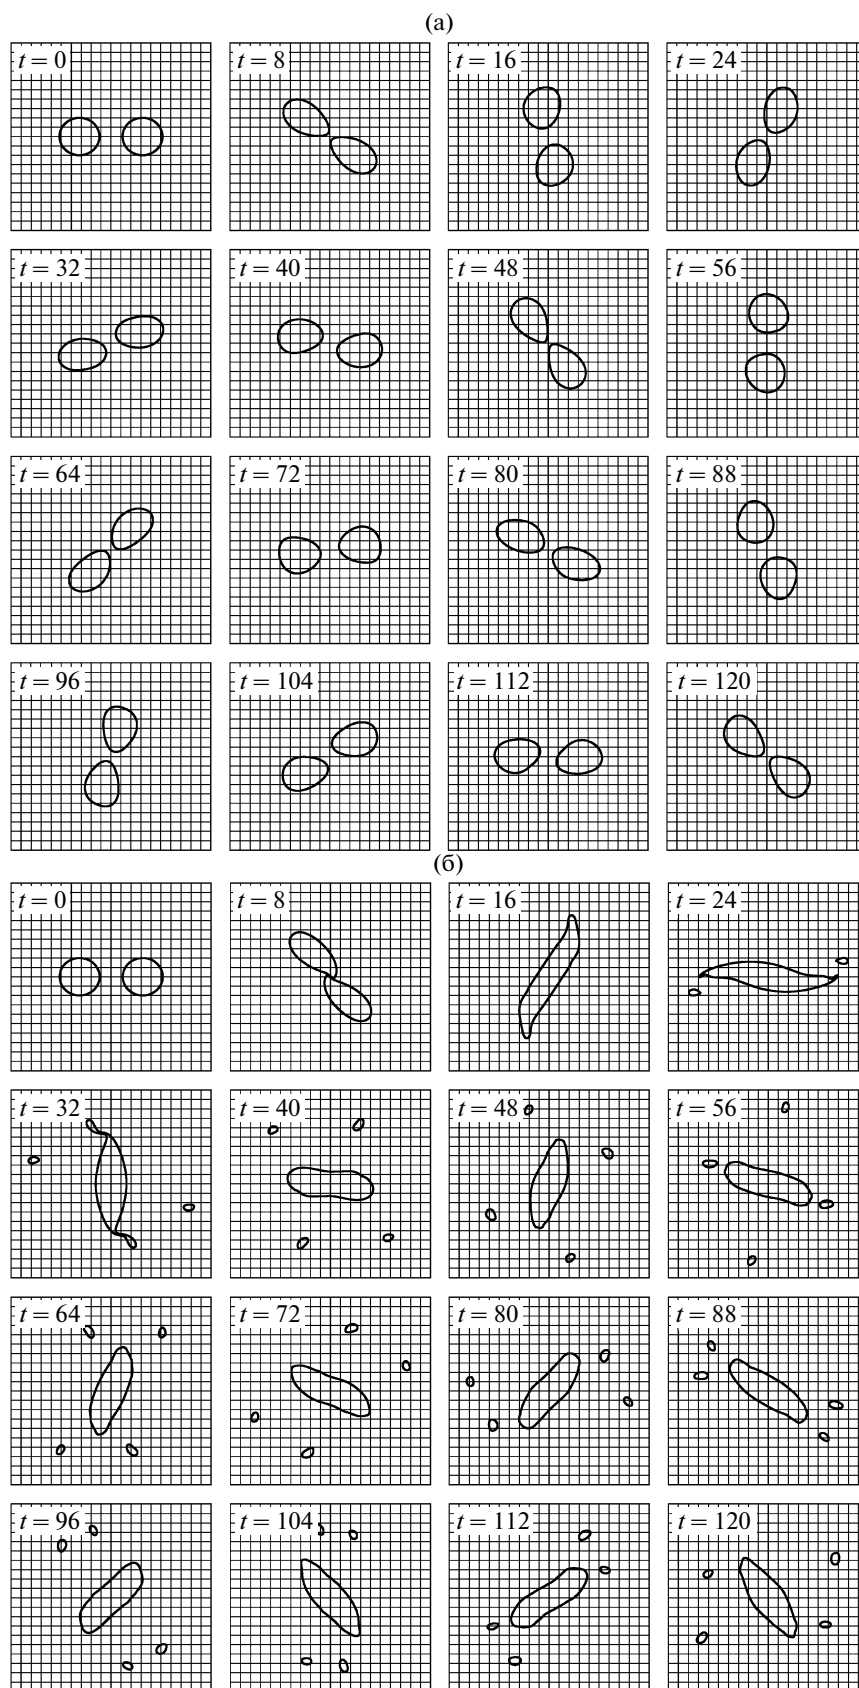 (а)
t = 0 t = 8 t = 16 t = 24
t = 32 t = 40 t = 48 t = 56
t = 64 t = 72 t = 80 t = 88
t = 96 t = 104 t = 112 t = 120
(б)
t = 0 t = 8 t = 16 t = 24
t = 32 t = 40 t = 48 t = 56
t = 64 t = 72 t = 80 t = 88
t = 96 t = 104 t = 112 t = 120